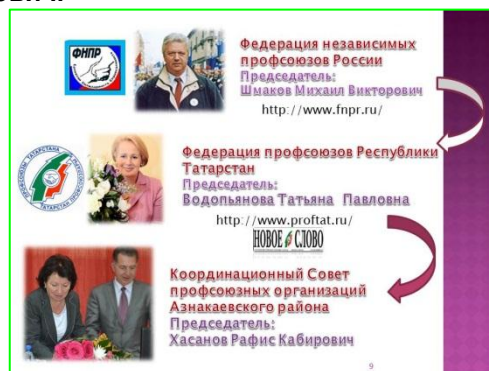 ФНПР
Федерация независимых
профсоюзов России
Председатель:
Шмаков Михаил Викторович
http://www.fnpr.ru/
Федерация профсоюзов Республики
Татарстан
Председатель:
Водопьянова Татьяна Павловна
http://www.proftat.ru/
НОВОЕ СЛОВО
Координационный Совет
профсоюзных организаций
Азнакаевского района
Председатель:
Хасанов Рафис Кабирович
9